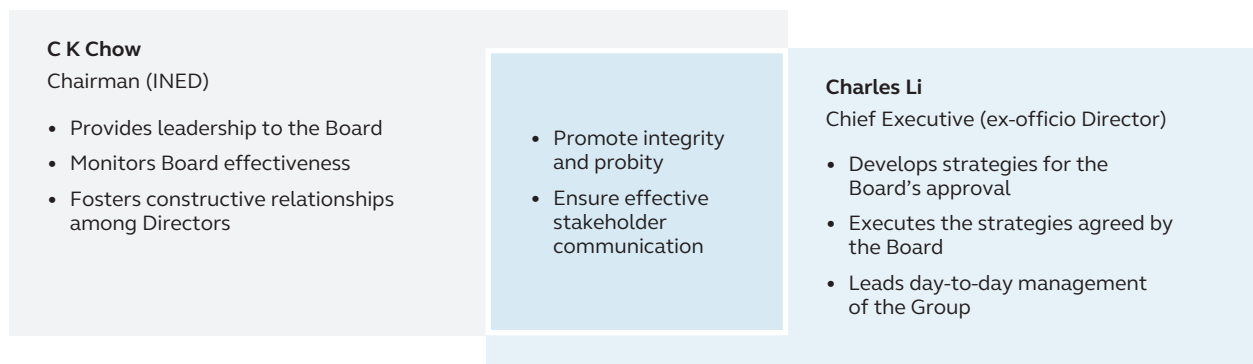 C K Chow
Chairman (INED)
• Provides leadership to the Board
• Monitors Board effectiveness
• Fosters constructive relationships
among Directors
• Promote integrity
and probity
• Ensure effective
stakeholder
communication
Charles Li
Chief Executive (ex-officio Director)
• Develops strategies for the
Board’s approval
• Executes the strategies agreed by
the Board
• Leads day-to-day management
of the Group